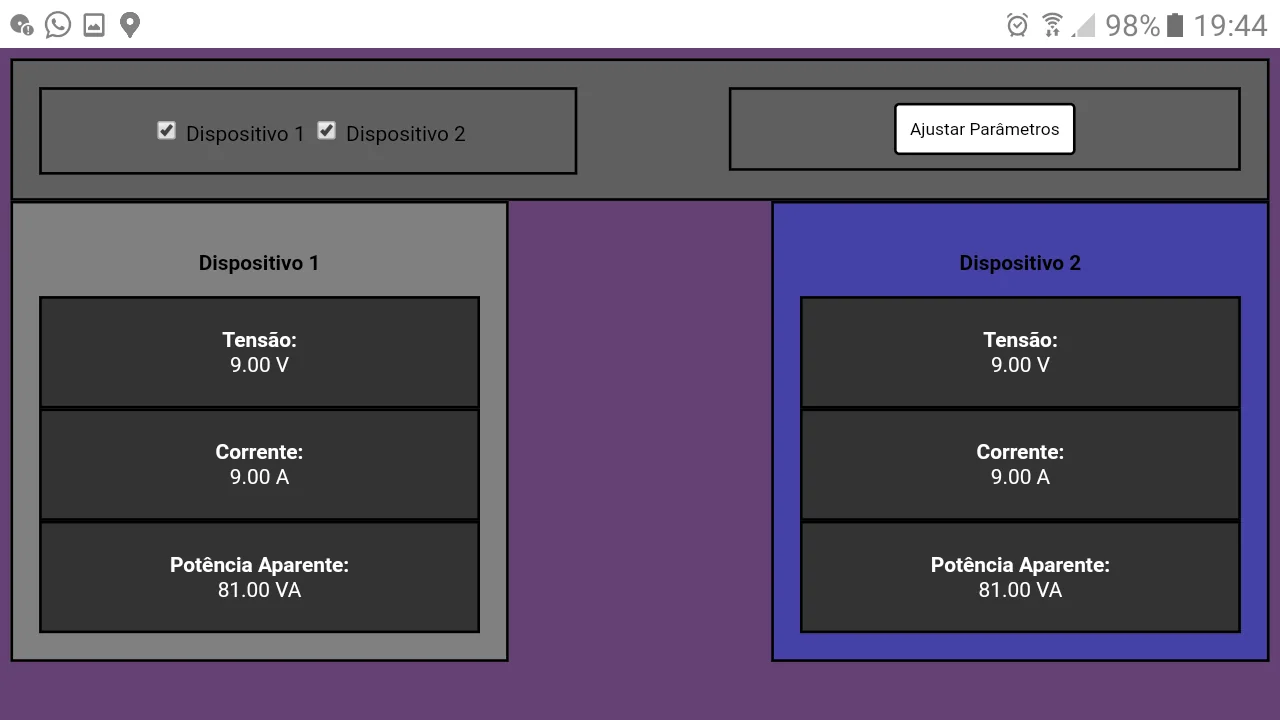 98% 19:44
Dispositivo 1 Dispositivo 2
Ajustar Parâmetros
Dispositivo 1
Tensão:
9.00 V
Corrente:
9.00 A
Potência Aparente:
81.00 VA
Dispositivo 2
Tensão:
9.00 V
Corrente:
9.00 A
Potência Aparente:
81.00 VA